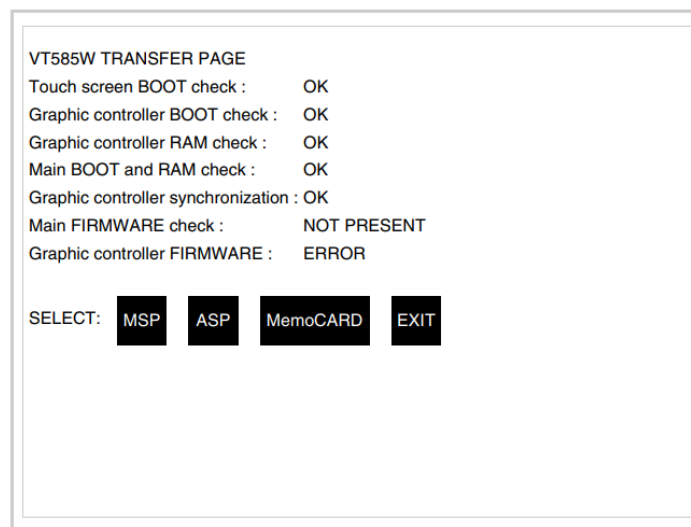 VT585W TRANSFER PAGE
Touch screen BOOT check : OK
Graphic controller BOOT check : OK
Graphic controller RAM check : OK
Main BOOT and RAM check : OK
Graphic controller synchronization : OK
Main FIRMWARE check : NOT PRESENT
Graphic controller FIRMWARE : ERROR
SELECT: MSP ASP MemoCARD EXIT